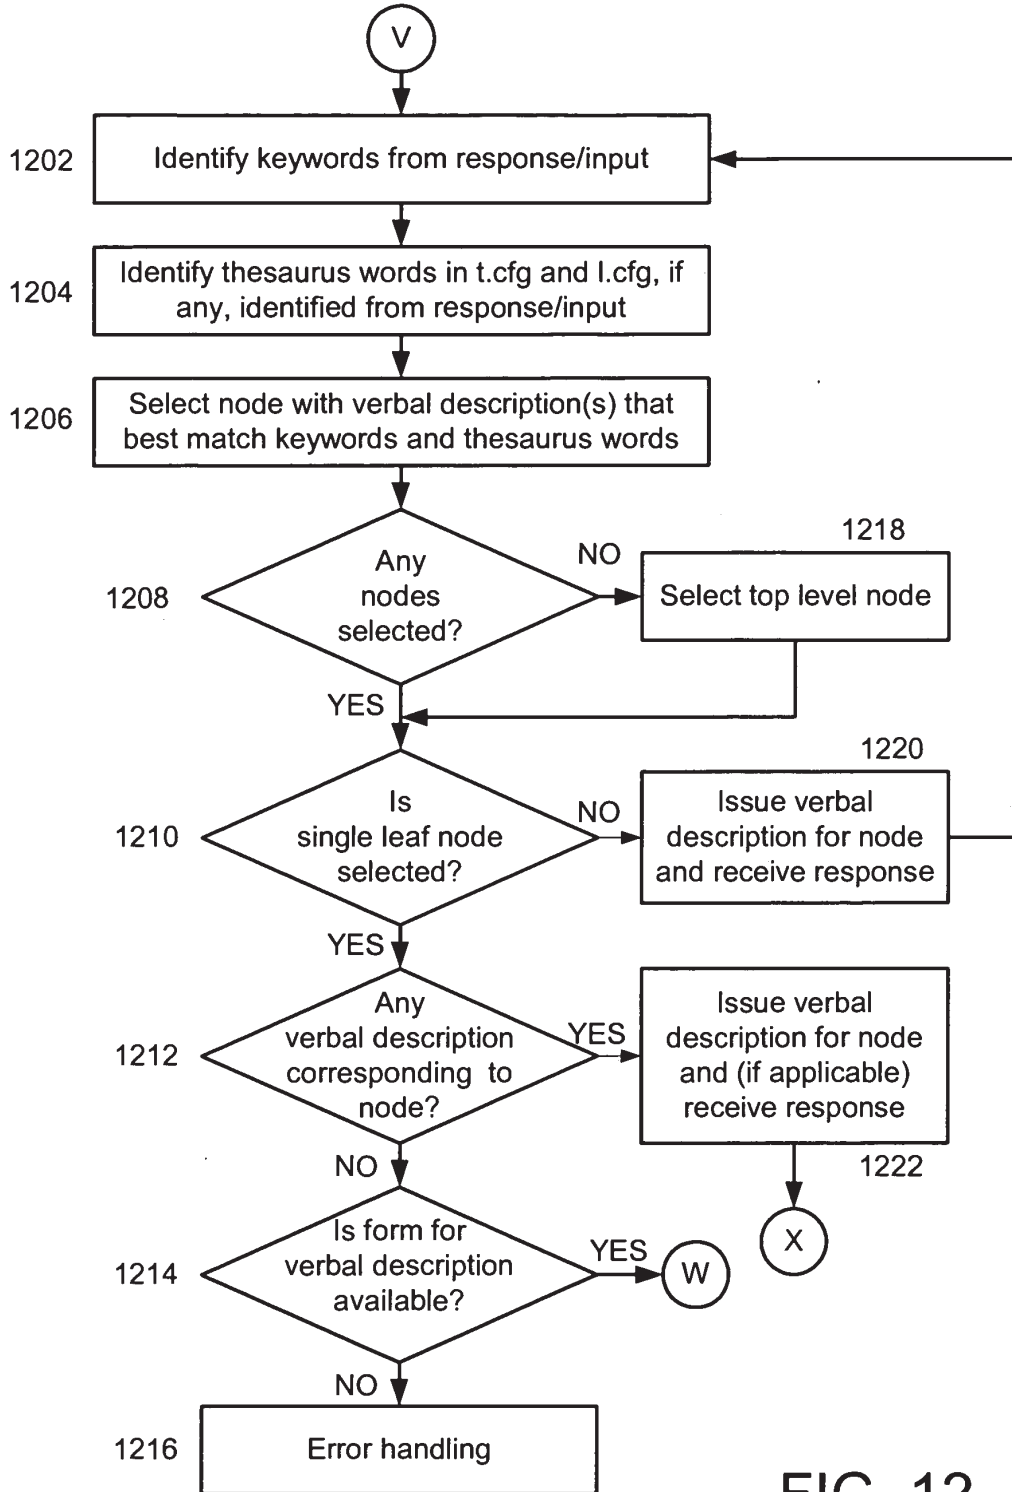 V
1202
Identify keywords from response/input
1204
Identify thesaurus words in t.cfg and l.cfg, if
any, identified from response/input
1206
Select node with verbal description(s) that
best match keywords and thesaurus words
1208
Any
nodes
selected?
NO
1218
Select top level node
YES
1210
Is
single leaf node
selected?
NO
1220
Issue verbal
description for node
and receive response
YES
1212
Any
verbal description
corresponding to
node?
YES
Issue verbal
description for node
and (if applicable)
receive response
1222
X
NO
1214
Is form for
verbal description
available?
YES
W
NO
1216
Error handling
FIG. 12